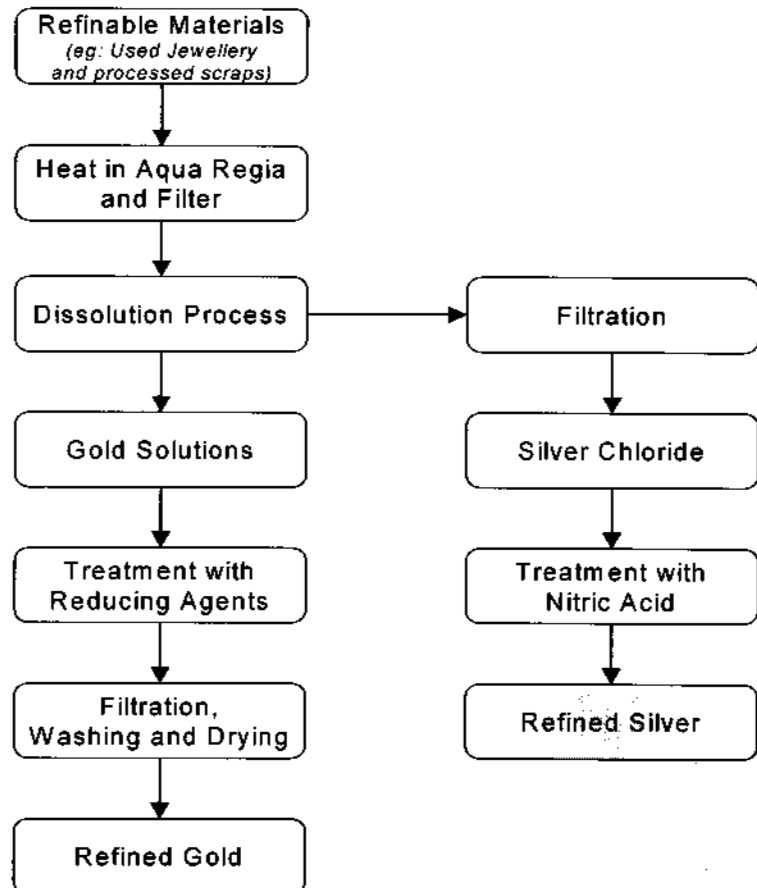 Refinable Materials
(eg: Used Jewellery
and processed scraps)
Heat in Aqua Regia
and Filter
Dissolution Process
Filtration
Gold Solutions
Silver Chloride
Treatment with
Reducing Agents
Treatment with
Nitric Acid
Filtration,
Washing and Drying
Refined Silver
Refined Gold